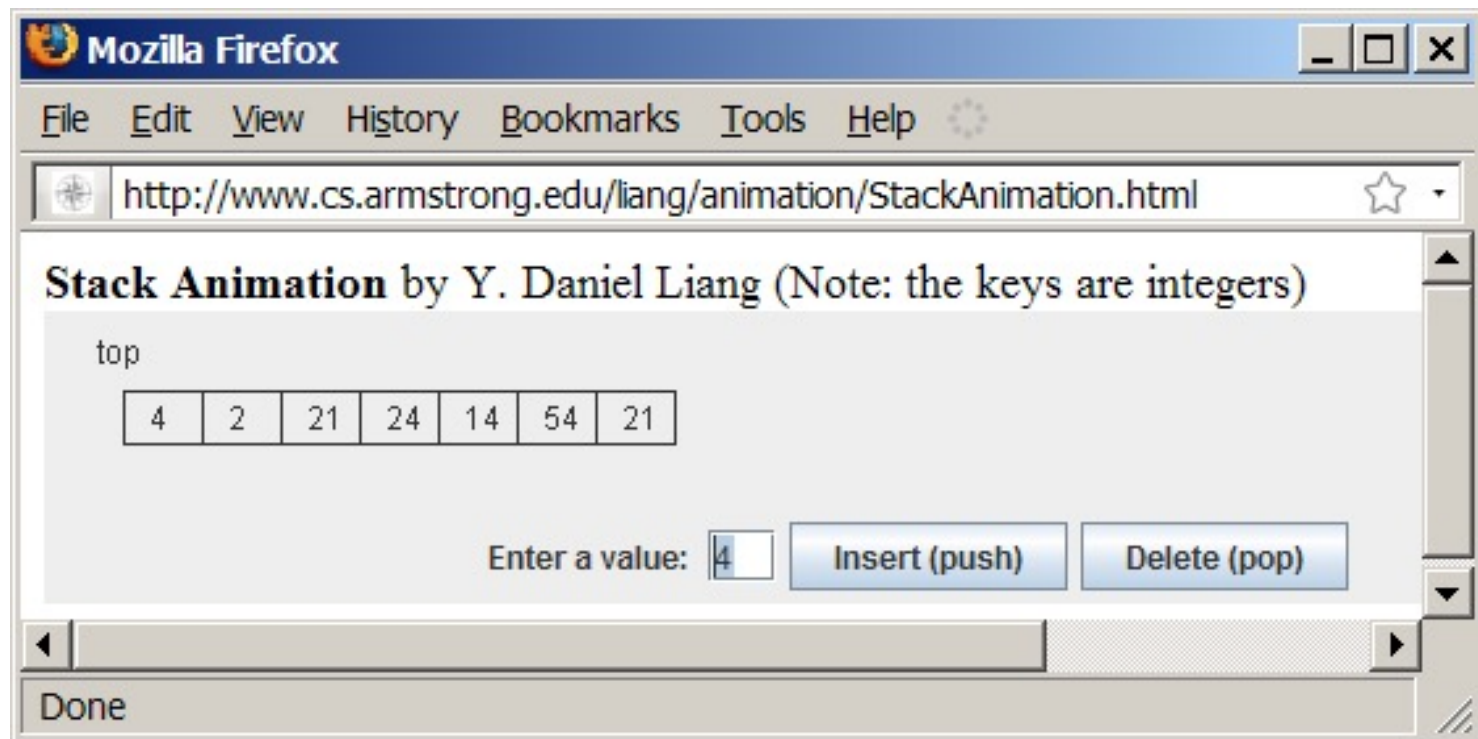 Mozilla Firefox
File Edit View History Bookmarks Tools Help
http://www.cs.armstrong.edu/liang/animation/StackAnimation.html
Stack Animation by Y. Daniel Liang (Note: the keys are integers)
top
4 2 21 24 14 54 21
Enter a value: 4 Insert (push) Delete (pop)
Done